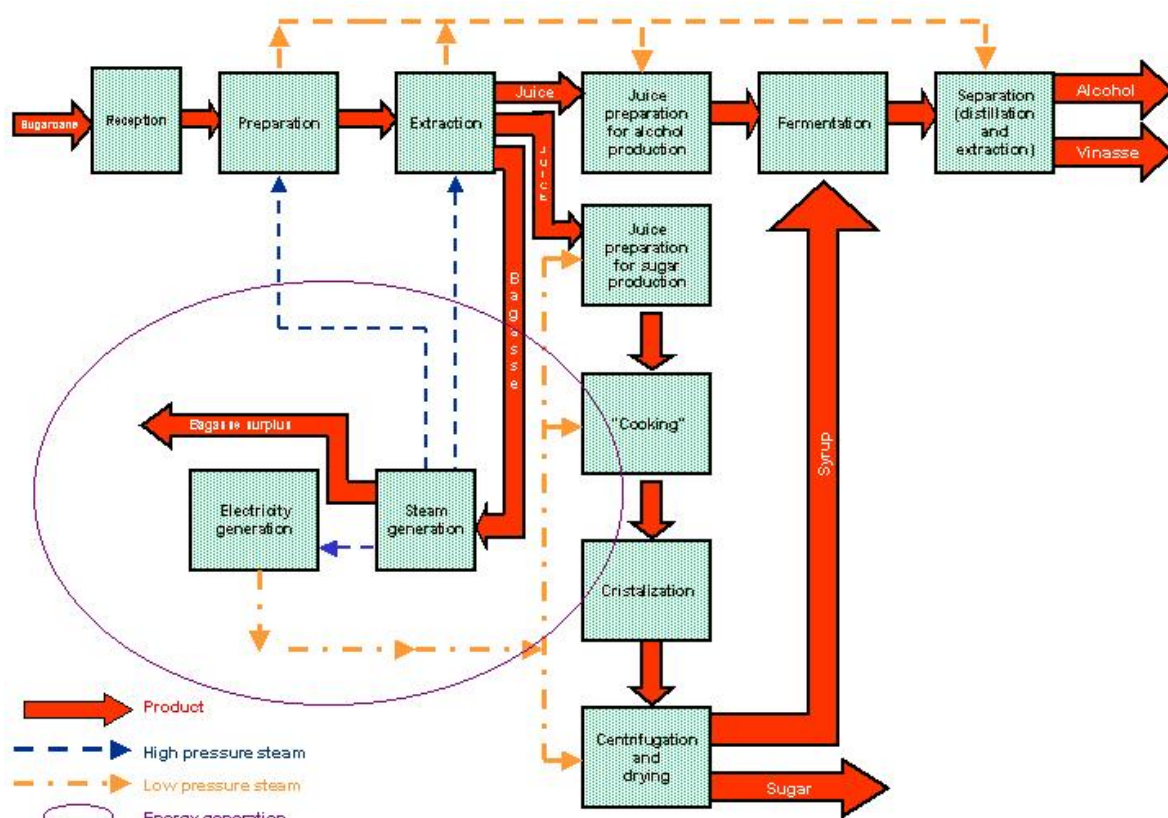 Sugarcane
Reception
Preparation
Extraction
Juice
Juice
preparation
for alcohol
production
Fermentation
Separation
(distillation
and
extraction)
Alcohol
Vinasse
Juice
Juice
preparation
for sugar
production
Bagasse
"Cooking"
Syrup
Bagasse surplus
Electricity
generation
Steam
generation
Cristalization
Centrifugation
and
drying
Sugar
Product
High pressure steam
Low pressure steam
Energy generation